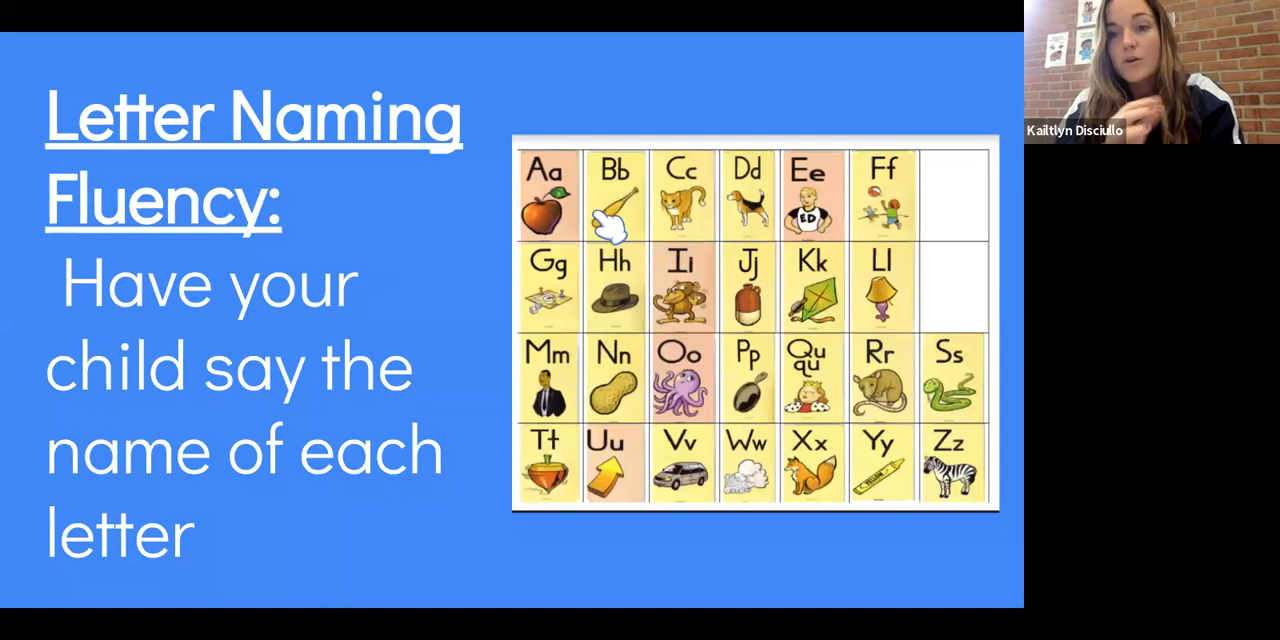 Letter Naming
Fluency:
Have your
child say the
name of each
letter
Aa Bb Cc Dd Ee Ff
ED
Gg Hh Ii Jj Kk Ll
Mm Nn Oo Pp Qu qu Rr Ss
Tt Uu Vv Ww Xx Yy Zz
YELLOW
Kailtlyn Disciullo